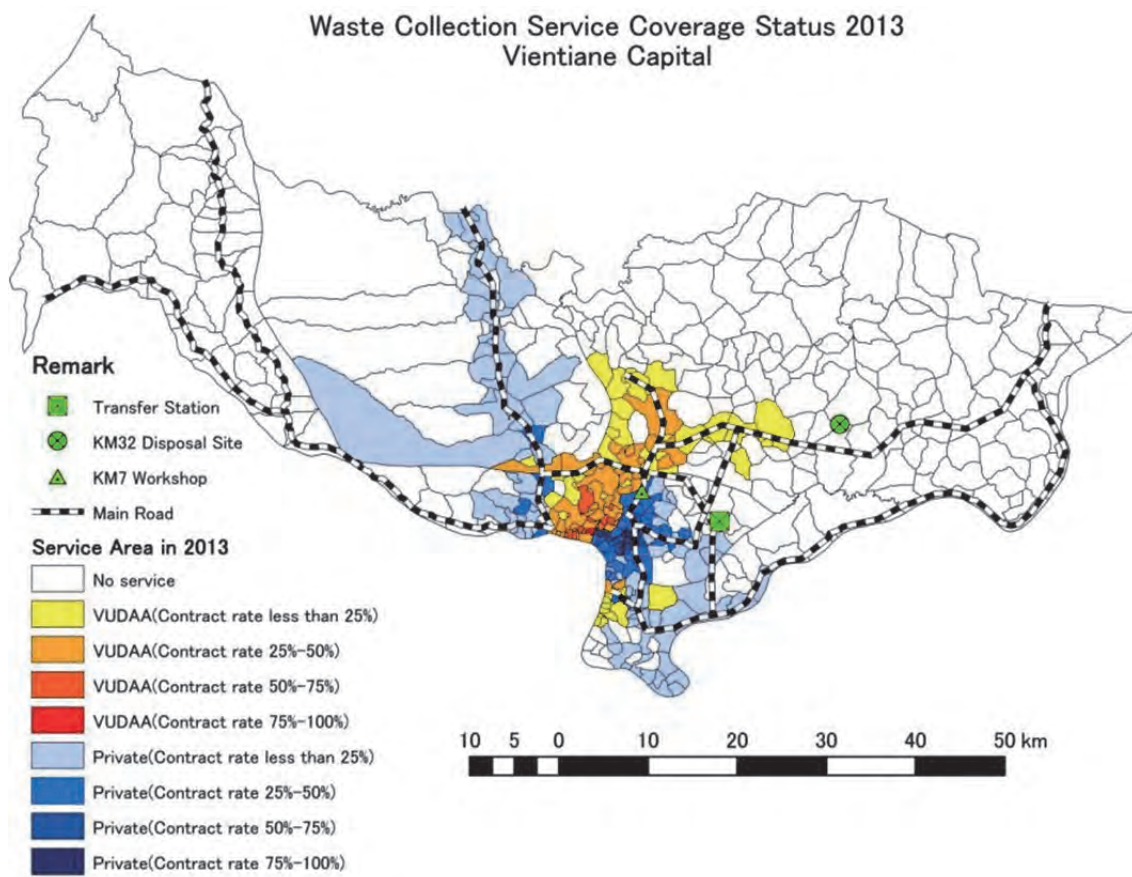 Waste Collection Service Coverage Status 2013
Vientiane Capital
Remark
Transfer Station
KM32 Disposal Site
KM7 Workshop
Main Road
Service Area in 2013
No service
VUDAA(Contract rate less than 25%)
VUDAA(Contract rate 25%-50%)
VUDAA(Contract rate 50%-75%)
VUDAA(Contract rate 75%-100%)
Private(Contract rate less than 25%)
Private(Contract rate 25%-50%)
Private(Contract rate 50%-75%)
Private(Contract rate 75%-100%)
10 5 0 10 20 30 40 50 km